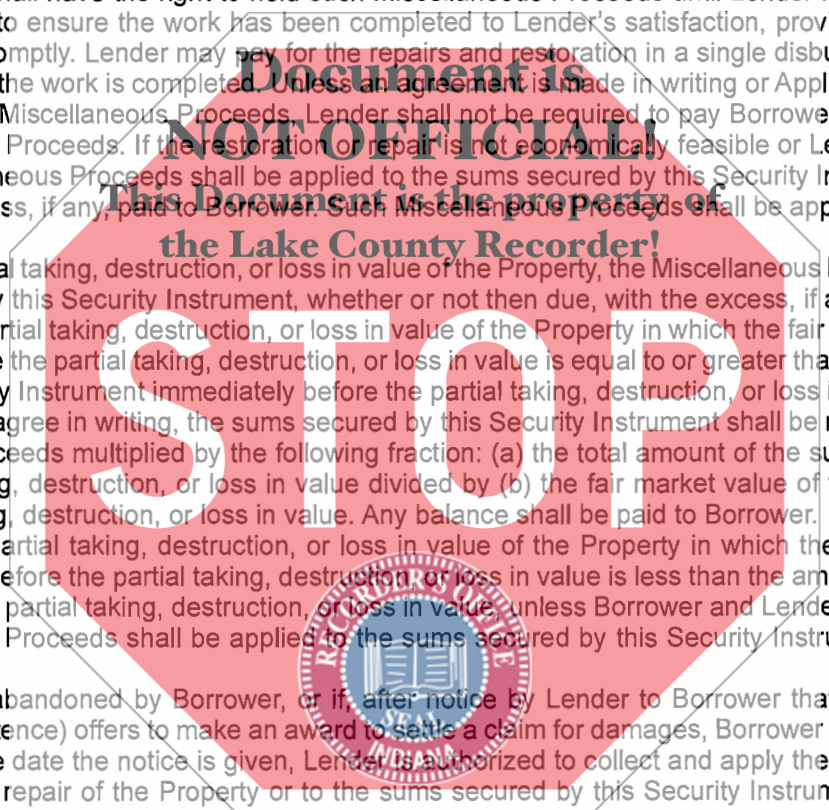 to ensure the work has been completed to Lender's satisfaction, prov
omptly. Lender may pay for the repairs and restoration in a single disbu
Document is
the work is completed. Unless an agreement is made in writing or Appl
Miscellaneous Proceeds, Lender shall not be required to pay Borrowe
NOT OFFICIAL!
Proceeds. If the restoration or repair is not economically feasible or Le
eous Proceeds shall be applied to the sums secured by this Security I
This Document is the property of
ss, if any, paid to Borrower. Such Miscellaneous Proceeds shall be app
the Lake County Recorder!
al taking, destruction, or loss in value of the Property, the Miscellaneous
y this Security Instrument, whether or not then due, with the excess, if a
rtial taking, destruction, or loss in value of the Property in which the fair
e the partial taking, destruction, or loss in value is equal to or greater tha
y Instrument immediately before the partial taking, destruction, or loss i
STOP
agree in writing, the sums secured by this Security Instrument shall be
ceeds multiplied by the following fraction: (a) the total amount of the su
g, destruction, or loss in value divided by (b) the fair market value of
g, destruction, or loss in value. Any balance shall be paid to Borrower.
artial taking, destruction, or loss in value of the Property in which the
efore the partial taking, destruction, or loss in value is less than the am
partial taking, destruction, or loss in value, unless Borrower and Lende
Proceeds shall be applied to the sums secured by this Security Instru
RECORDER'S OFFICE
SEAL
INDIANA
abandoned by Borrower, or if, after notice by Lender to Borrower tha
ence) offers to make an award to settle a claim for damages, Borrower
e date the notice is given, Lender is authorized to collect and apply the
repair of the Property or to the sums secured by this Security Instrun